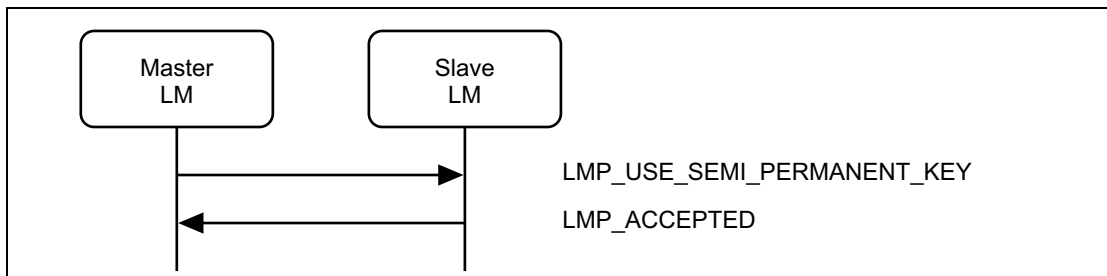 Master
LM
Slave
LM
LMP_USE_SEMI_PERMANENT_KEY
LMP_ACCEPTED